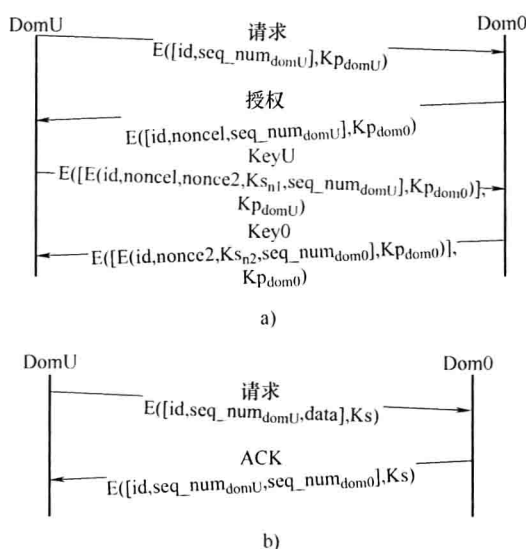 DomU Dom0
请求
E([id,seq_num_domU],Kp_domU)
授权
E([id,noncel,seq_num_domU],Kp_dom0)
KeyU
E([E(id,noncel,nonce2,Ks_n1,seq_num_domU],Kp_dom0)],
Kp_domU)
Key0
E([E(id,nonce2,Ks_n2,seq_num_dom0],Kp_dom0)],
Kp_dom0)
a)
DomU Dom0
请求
E([id,seq_num_domU,data],Ks)
ACK
E([id,seq_num_domU,seq_num_dom0],Ks)
b)